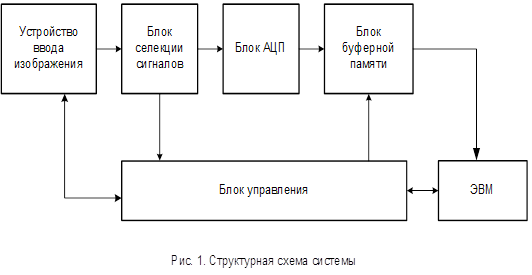 Устройство
ввода
изображения
Блок
селекции
сигналов
Блок АЦП
Блок
буферной
памяти
Блок управления
ЭВМ
Рис. 1. Структурная схема системы